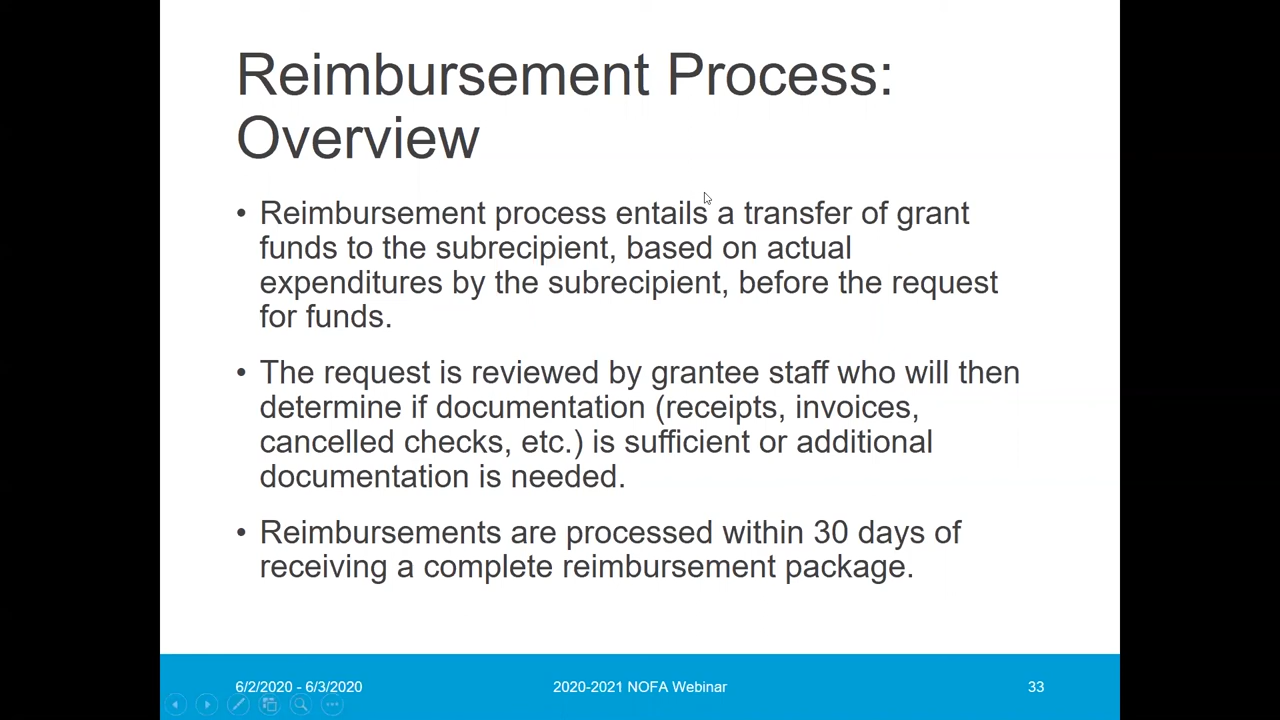 Reimbursement Process:
Overview
• Reimbursement process entails a transfer of grant
funds to the subrecipient, based on actual
expenditures by the subrecipient, before the request
for funds.
• The request is reviewed by grantee staff who will then
determine if documentation (receipts, invoices,
cancelled checks, etc.) is sufficient or additional
documentation is needed.
• Reimbursements are processed within 30 days of
receiving a complete reimbursement package.
6/2/2020 - 6/3/2020 2020-2021 NOFA Webinar 33